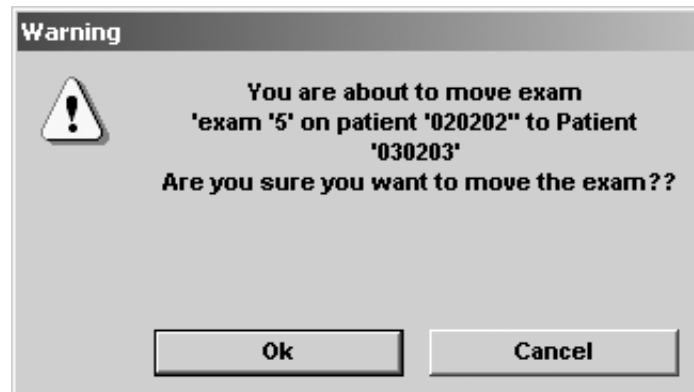 Warning
You are about to move exam
'exam '5' on patient '020202'' to Patient
'030203'
Are you sure you want to move the exam??
Ok
Cancel